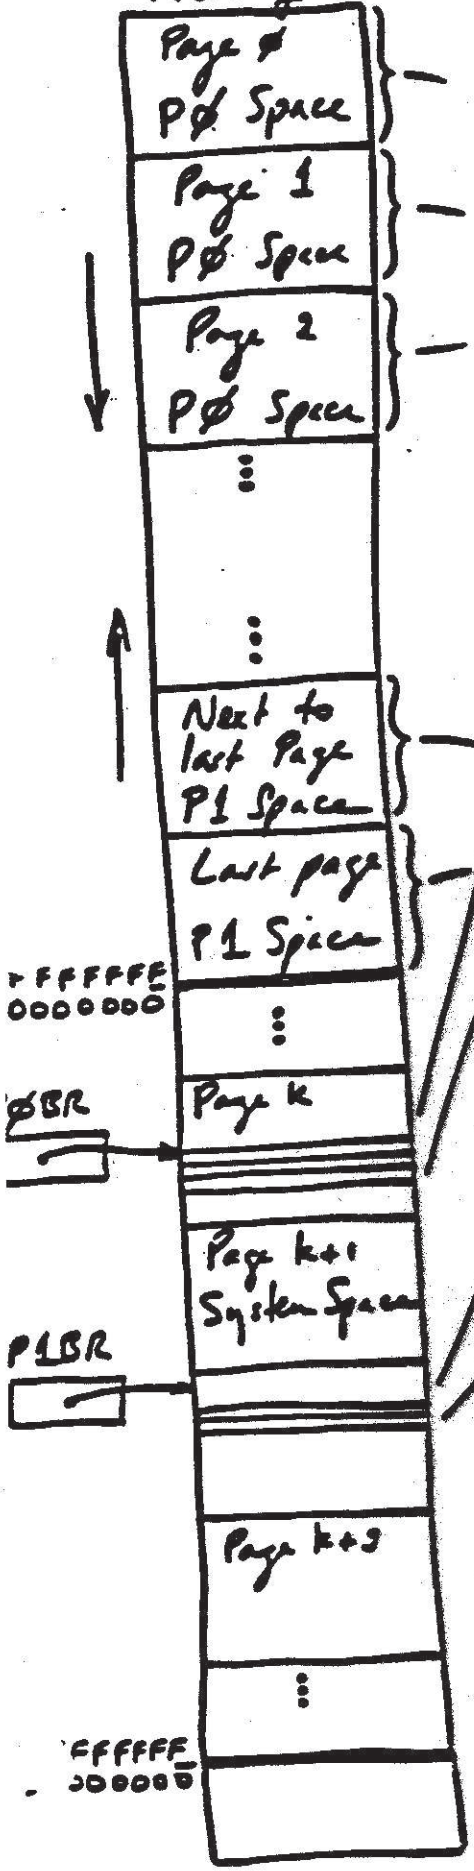 Page Ø
PØ Space
Page 1
PØ Space
Page 2
PØ Space
Next to
last Page
P1 Space
Last page
P1 Space
FFFFFF
0000000
ØBR
Page k
Page k+1
System Space
P1BR
Page k+2
FFFFFF
000000